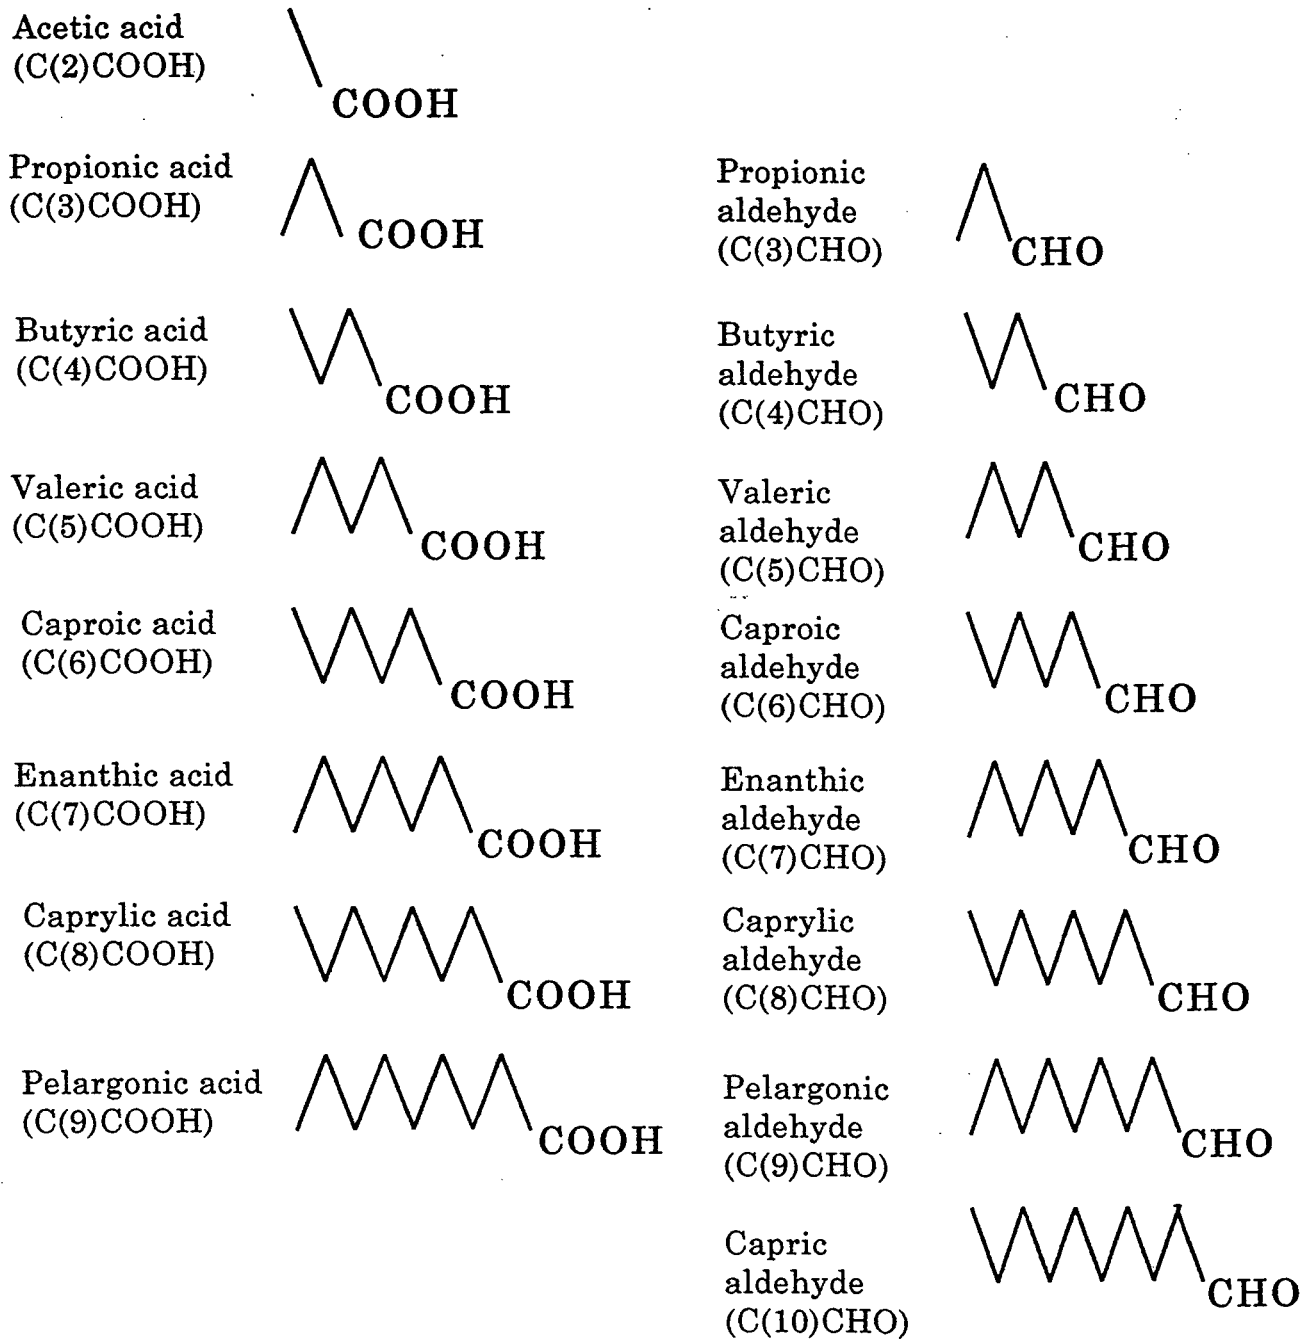 Acetic acid
(C(2)COOH)
COOH
Propionic acid
(C(3)COOH)
COOH
Butyric acid
(C(4)COOH)
COOH
Valeric acid
(C(5)COOH)
COOH
Caproic acid
(C(6)COOH)
COOH
Enanthic acid
(C(7)COOH)
COOH
Caprylic acid
(C(8)COOH)
COOH
Pelargonic acid
(C(9)COOH)
COOH
Propionic
aldehyde
(C(3)CHO)
CHO
Butyric
aldehyde
(C(4)CHO)
CHO
Valeric
aldehyde
(C(5)CHO)
CHO
Caproic
aldehyde
(C(6)CHO)
CHO
Enanthic
aldehyde
(C(7)CHO)
CHO
Caprylic
aldehyde
(C(8)CHO)
CHO
Pelargonic
aldehyde
(C(9)CHO)
CHO
Capric
aldehyde
(C(10)CHO)
CHO